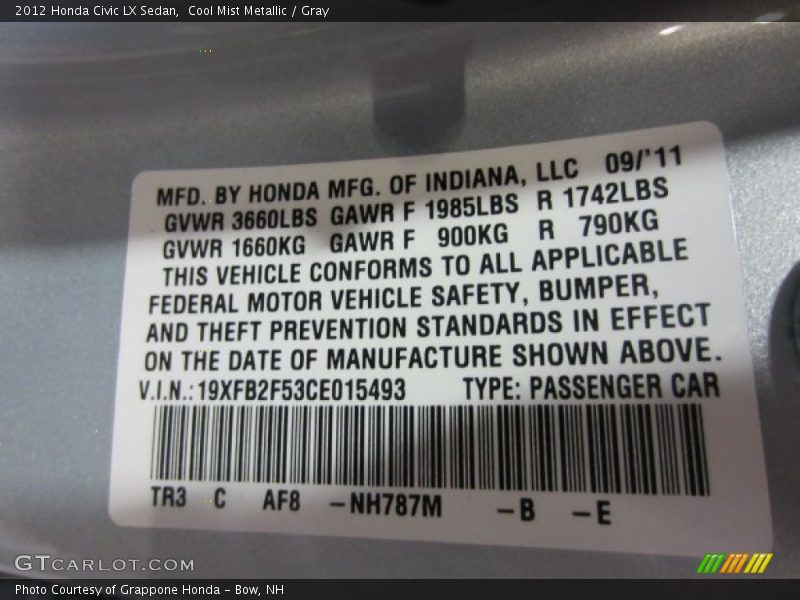 2012 Honda Civic LX Sedan,  Cool Mist Metallic / Gray
MFD. BY HONDA MFG. OF INDIANA, LLC  09/'11
GVWR 3660LBS GAWR F 1985LBS R 1742LBS
GVWR 1660KG GAWR F 900KG R 790KG
THIS VEHICLE CONFORMS TO ALL APPLICABLE
FEDERAL MOTOR VEHICLE SAFETY, BUMPER,
AND THEFT PREVENTION STANDARDS IN EFFECT
ON THE DATE OF MANUFACTURE SHOWN ABOVE.
V.I.N.: 19XFB2F53CE015493 TYPE: PASSENGER CAR
TR3 C AF8 -NH787M -B -E
GTCARLOT.COM
Photo Courtesy of Grappone Honda - Bow, NH